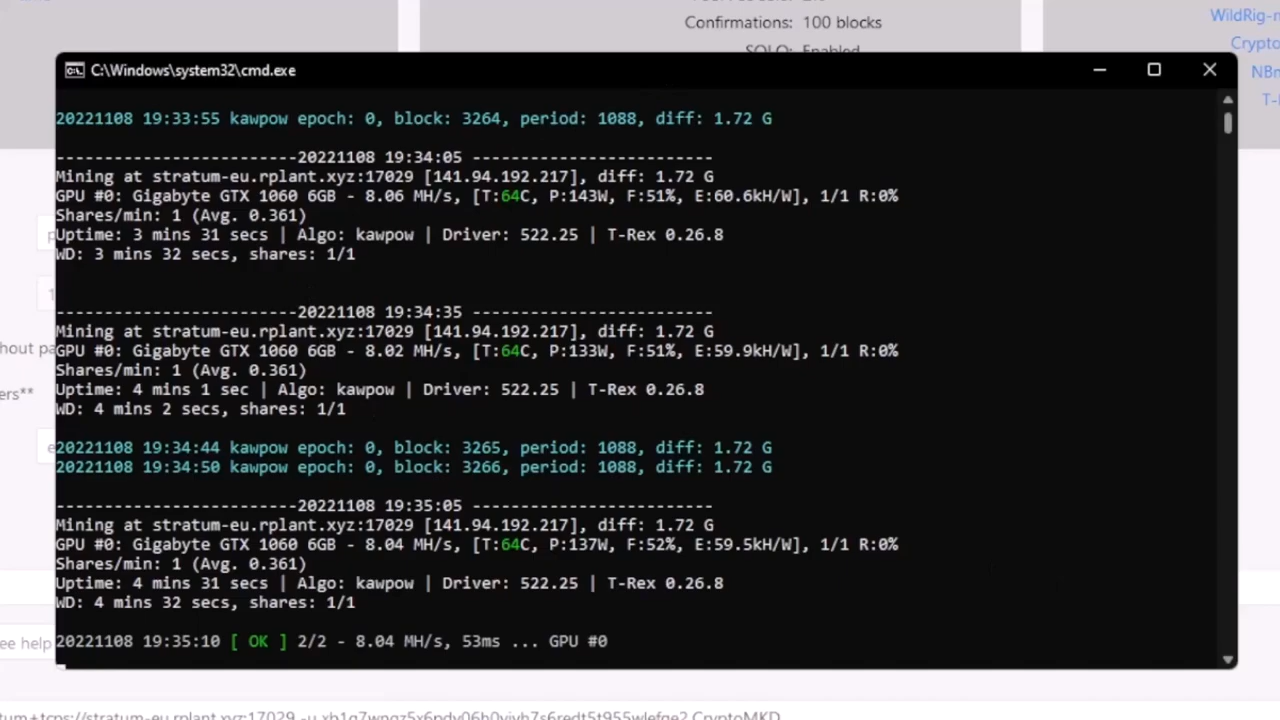 Confirmations: 100 blocks
SOLO: Enabled
WildRig-m
Crypto
NBm
T-R
C:\Windows\system32\cmd.exe
20221108 19:33:55 kawpow epoch: 0, block: 3264, period: 1088, diff: 1.72 G
-------------------------20221108 19:34:05 -------------------------
Mining at stratum-eu.rplant.xyz:17029 [141.94.192.217], diff: 1.72 G
GPU #0: Gigabyte GTX 1060 6GB - 8.06 MH/s, [T:64C, P:143W, F:51%, E:60.6kH/W], 1/1 R:0%
Shares/min: 1 (Avg. 0.361)
Uptime: 3 mins 31 secs | Algo: kawpow | Driver: 522.25 | T-Rex 0.26.8
WD: 3 mins 32 secs, shares: 1/1
-------------------------20221108 19:34:35 -------------------------
Mining at stratum-eu.rplant.xyz:17029 [141.94.192.217], diff: 1.72 G
GPU #0: Gigabyte GTX 1060 6GB - 8.02 MH/s, [T:64C, P:133W, F:51%, E:59.9kH/W], 1/1 R:0%
Shares/min: 1 (Avg. 0.361)
Uptime: 4 mins 1 sec | Algo: kawpow | Driver: 522.25 | T-Rex 0.26.8
WD: 4 mins 2 secs, shares: 1/1
20221108 19:34:44 kawpow epoch: 0, block: 3265, period: 1088, diff: 1.72 G
20221108 19:34:50 kawpow epoch: 0, block: 3266, period: 1088, diff: 1.72 G
-------------------------20221108 19:35:05 -------------------------
Mining at stratum-eu.rplant.xyz:17029 [141.94.192.217], diff: 1.72 G
GPU #0: Gigabyte GTX 1060 6GB - 8.04 MH/s, [T:64C, P:137W, F:52%, E:59.5kH/W], 1/1 R:0%
Shares/min: 1 (Avg. 0.361)
Uptime: 4 mins 31 secs | Algo: kawpow | Driver: 522.25 | T-Rex 0.26.8
WD: 4 mins 32 secs, shares: 1/1
20221108 19:35:10 [ OK ] 2/2 - 8.04 MH/s, 53ms ... GPU #0
hout pa
ers**
ee help